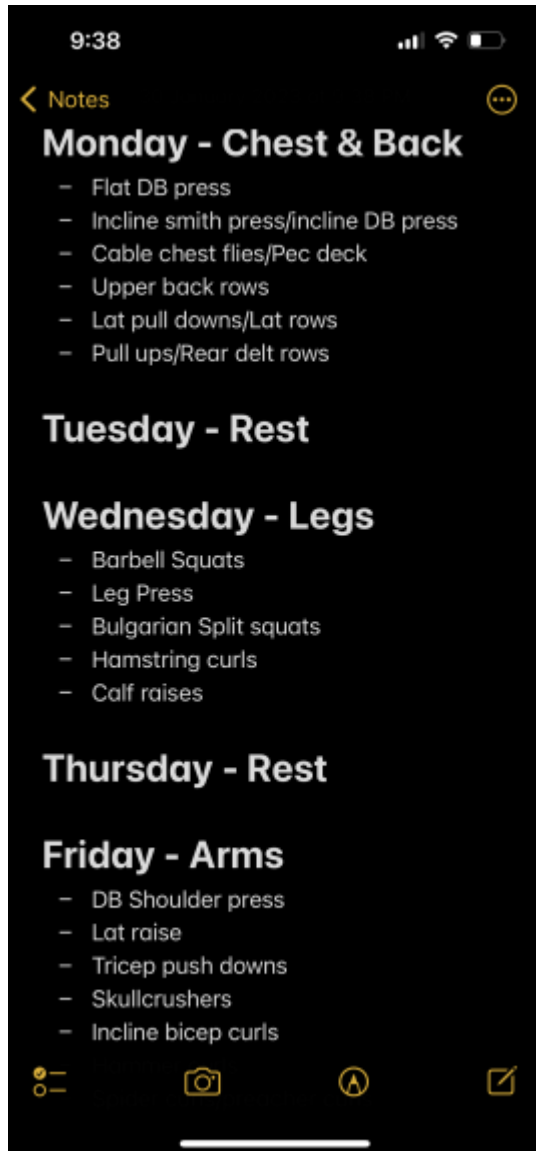 9:38
Notes
Monday - Chest & Back
– Flat DB press
– Incline smith press/incline DB press
– Cable chest flies/Pec deck
– Upper back rows
– Lat pull downs/Lat rows
– Pull ups/Rear delt rows
Tuesday - Rest
Wednesday - Legs
– Barbell Squats
– Leg Press
– Bulgarian Split squats
– Hamstring curls
– Calf raises
Thursday - Rest
Friday - Arms
– DB Shoulder press
– Lat raise
– Tricep push downs
– Skullcrushers
– Incline bicep curls